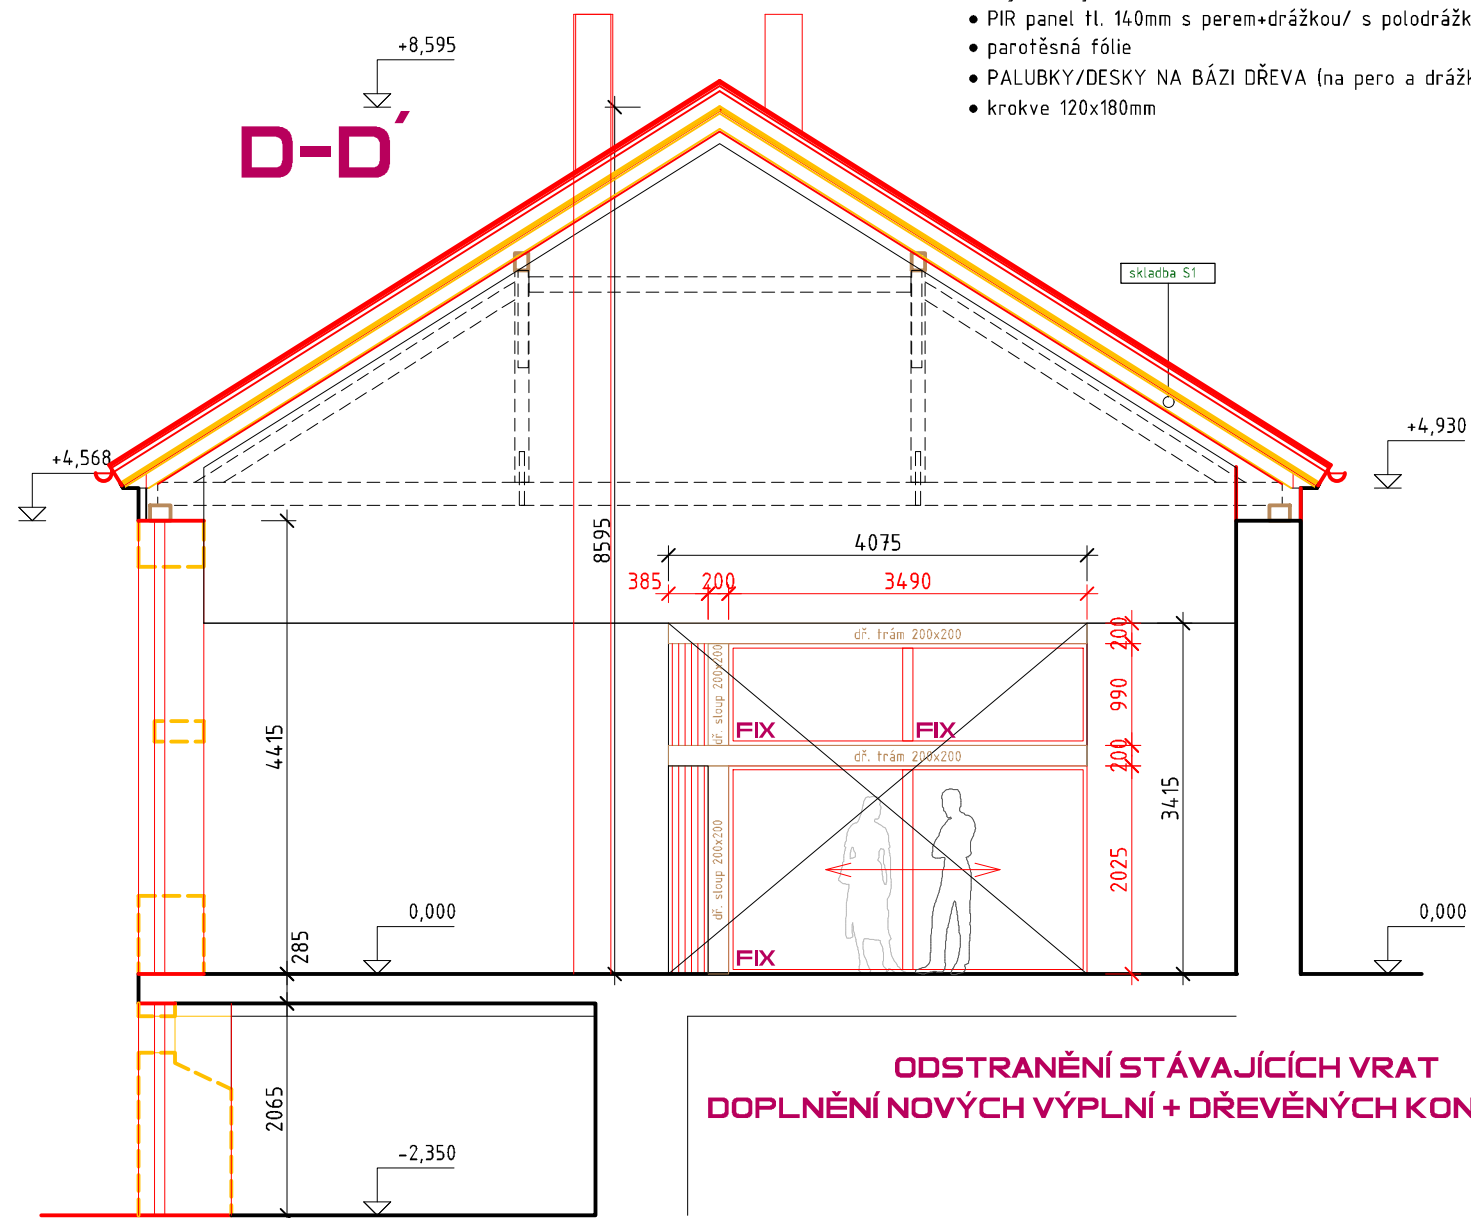 • PIR panel tl. 140mm s perem+drážkou/ s polodrážk
• parotěsná fólie
• PALUBKY/DESKY NA BÁZI DŘEVA (na pero a drážk
• krokve 120x180mm
+8,595
D-D´
skladba S1
+4,568
+4,930
8595
4075
385
200
3490
dř. trám 200x200
200
dř. sloup 200x200
990
FIX
FIX
4415
dř. trám 200x200
200
3415
dř. sloup 200x200
2025
0,000
0,000
285
FIX
2065
-2,350
ODSTRANĚNÍ STÁVAJÍCÍCH VRAT
DOPLNĚNÍ NOVÝCH VÝPLNÍ + DŘEVĚNÝCH KON